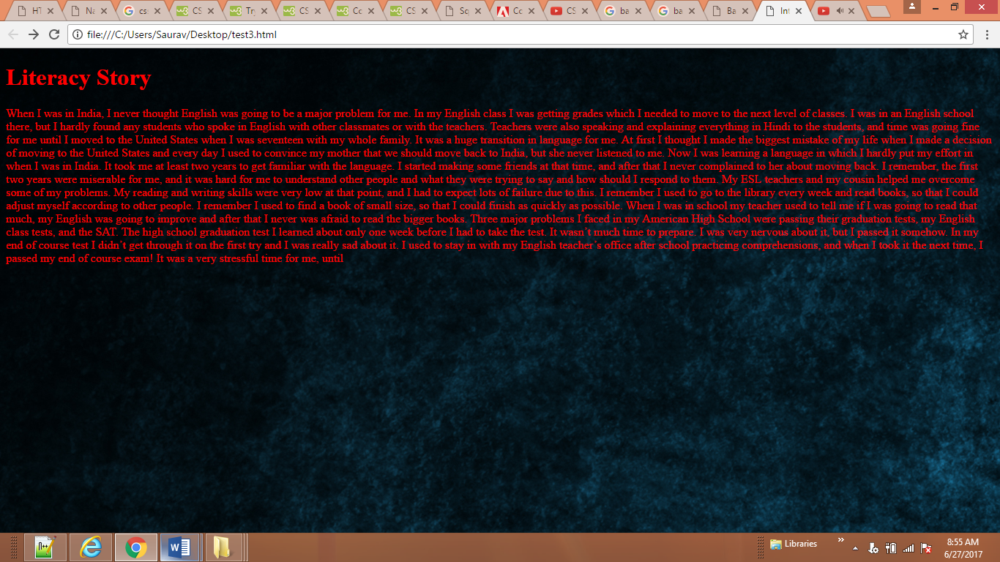 HT
Na
cs
CS
Try
CS
Co
CS
Sq
Co
CS
ba
ba
Ba
Int
file:///C:/Users/Saurav/Desktop/test3.html
Literacy Story
When I was in India, I never thought English was going to be a major problem for me. In my English class I was getting grades which I needed to move to the next level of classes. I was in an English school
there, but I hardly found any students who spoke in English with other classmates or with the teachers. Teachers were also speaking and explaining everything in Hindi to the students, and time was going fine
for me until I moved to the United States when I was seventeen with my whole family. It was a huge transition in language for me. At first I thought I made the biggest mistake of my life when I made a decision
of moving to the United States and every day I used to convince my mother that we should move back to India, but she never listened to me. Now I was learning a language in which I hardly put my effort in
when I was in India. It took me at least two years to get familiar with the language. I started making some friends at that time, and after that I never complained to her about moving back. I remember, the first
two years were miserable for me, and it was hard for me to understand other people and what they were trying to say and how should I respond to them. My ESL teachers and my cousin helped me overcome
some of my problems. My reading and writing skills were very low at that point, and I had to expect lots of failure due to this. I remember I used to go to the library every week and read books, so that I could
adjust myself according to other people. I remember I used to find a book of small size, so that I could finish as quickly as possible. When I was in school my teacher used to tell me if I was going to read that
much, my English was going to improve and after that I never was afraid to read the bigger books. Three major problems I faced in my American High School were passing their graduation tests, my English
class tests, and the SAT. The high school graduation test I learned about only one week before I had to take the test. It wasn’t much time to prepare. I was very nervous about it, but I passed it somehow. In my
end of course test I didn’t get through it on the first try and I was really sad about it. I used to stay in with my English teacher’s office after school practicing comprehensions, and when I took it the next time, I
passed my end of course exam! It was a very stressful time for me, until
Libraries
8:55 AM
6/27/2017